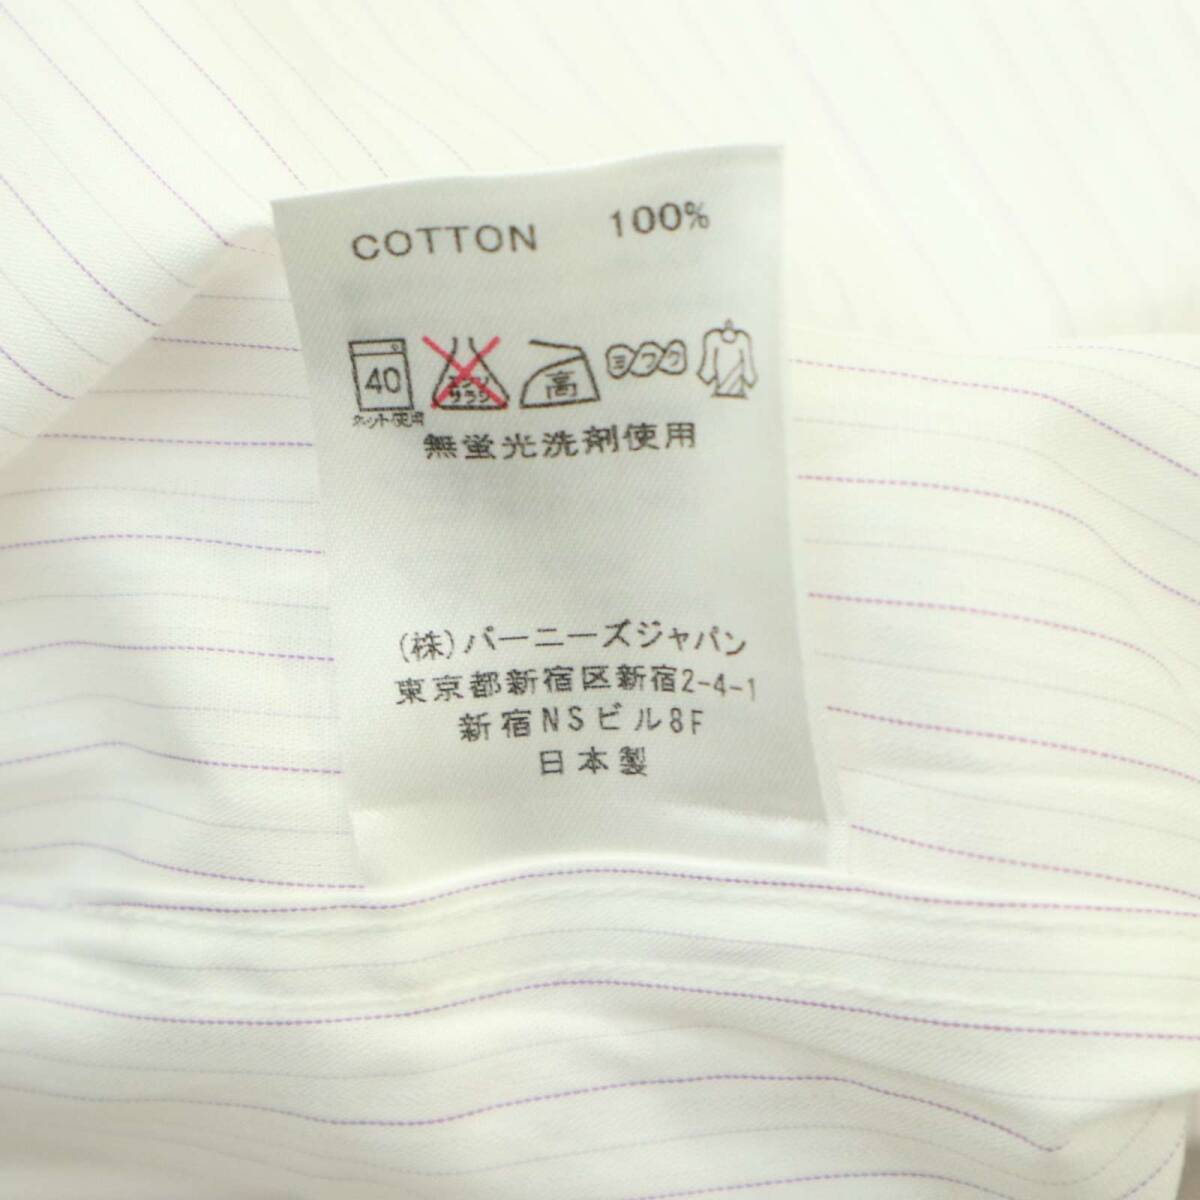 COTTON 100%
40 エンソサラシ 高 ヨワク
ネット使用
無蛍光洗剤使用
(株)バーニーズジャパン
東京都新宿区新宿2-4-1
新宿NSビル8F
日本製